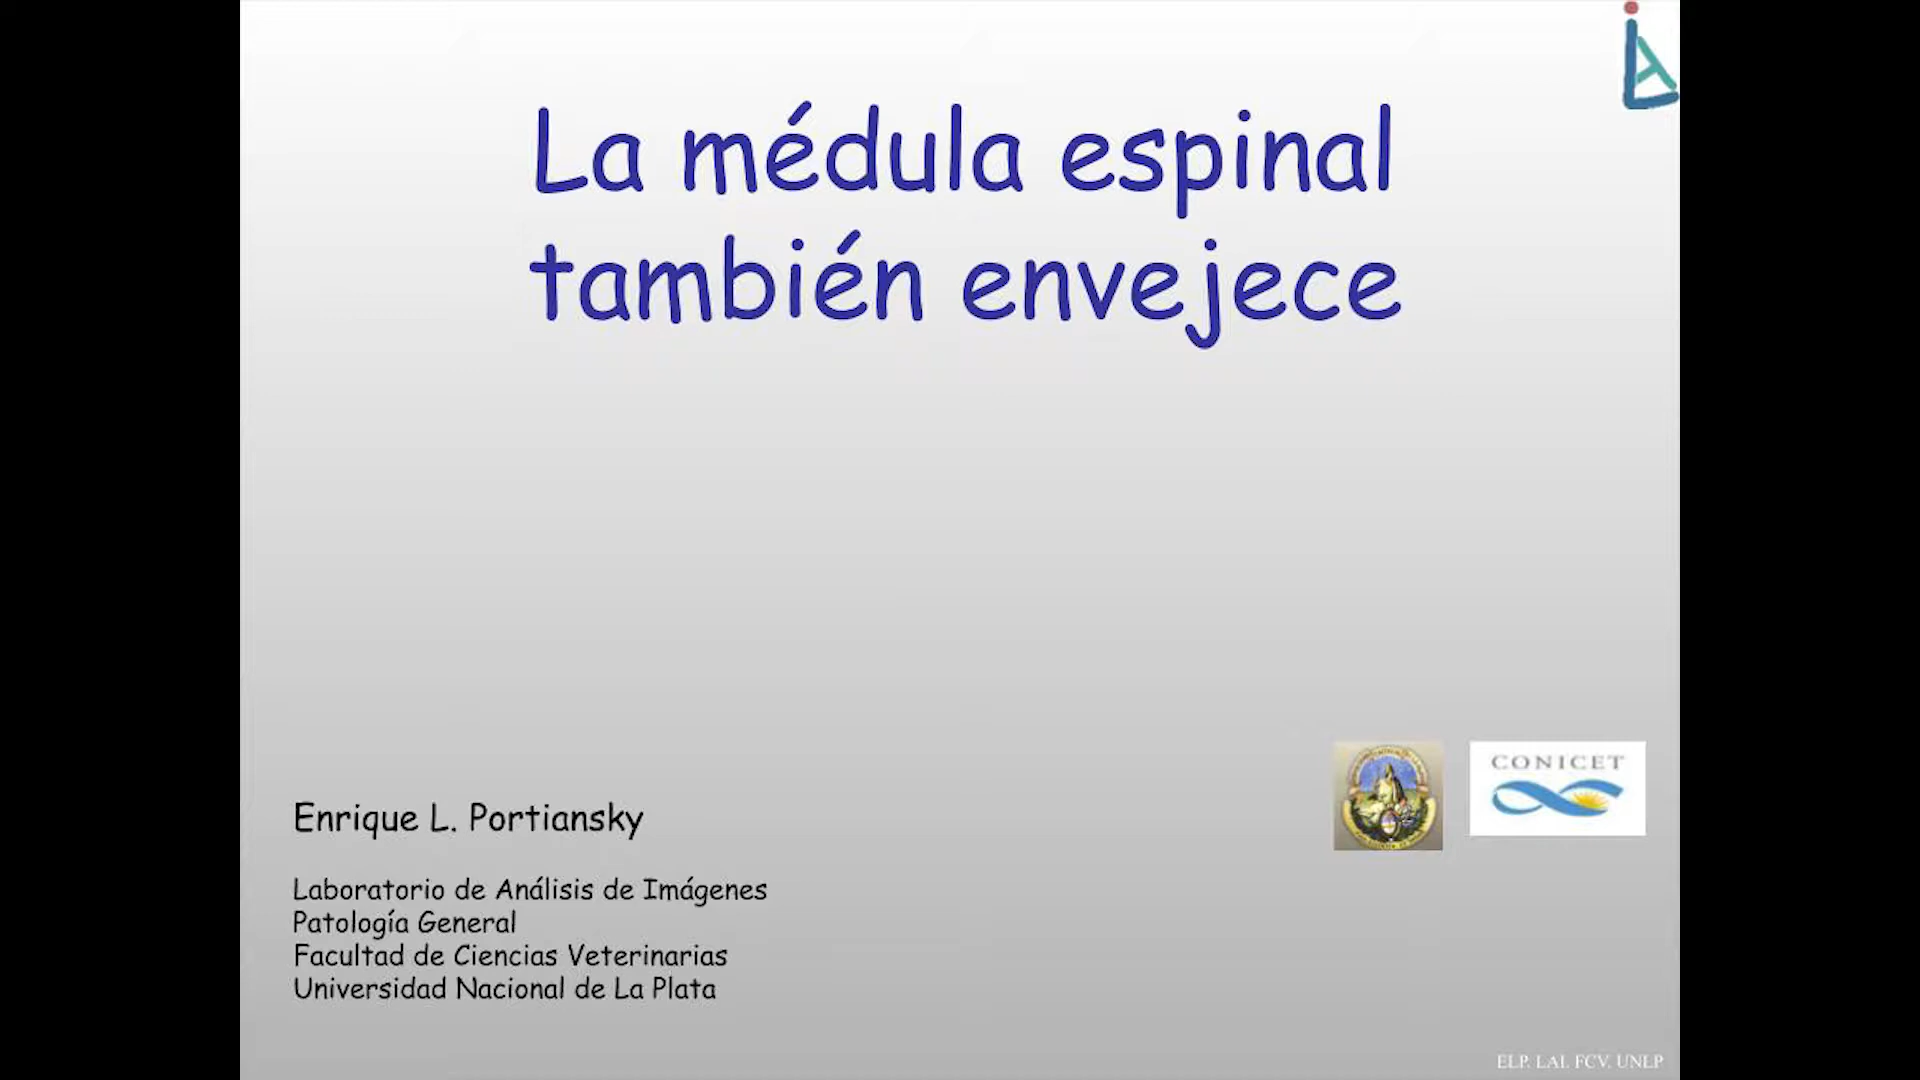 La médula espinal
también envejece
CONICET
Enrique L. Portiansky
Laboratorio de Análisis de Imágenes
Patología General
Facultad de Ciencias Veterinarias
Universidad Nacional de La Plata
ELP. LAI. FCV. UNLP